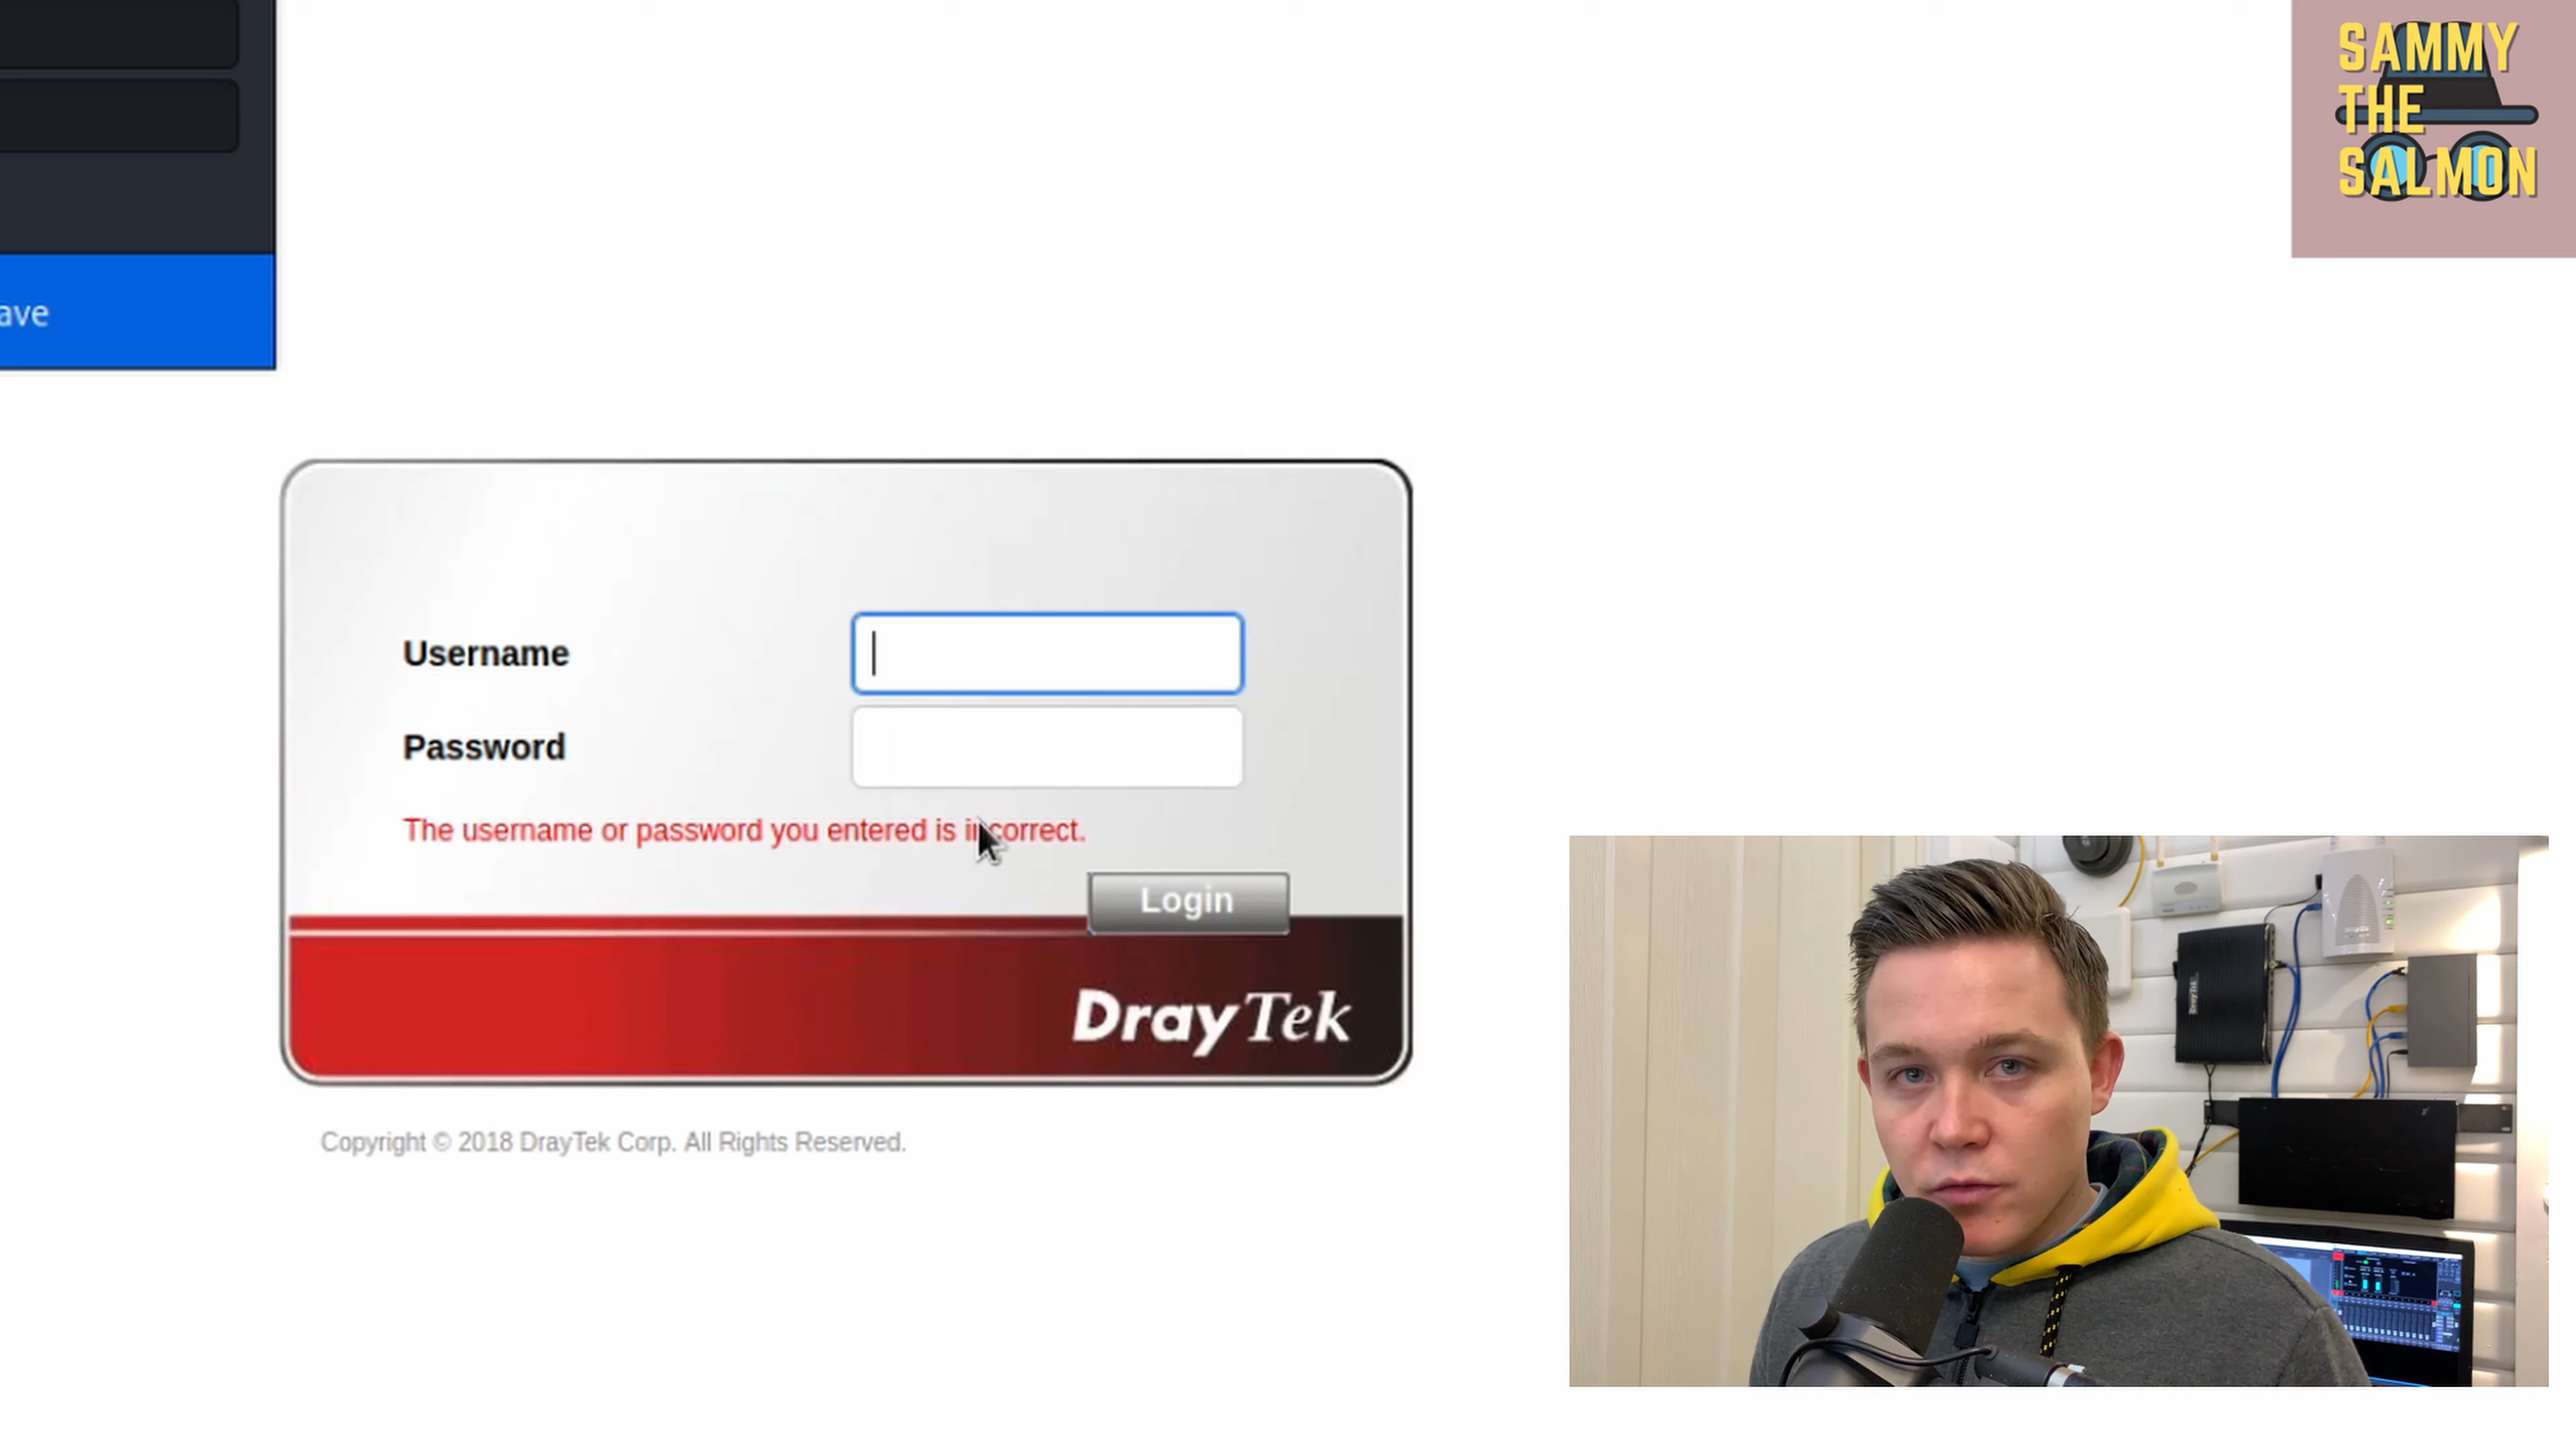 ave
SAMMY
THE
SALMON
Username
Password
The username or password you entered is incorrect.
Login
DrayTek
Copyright © 2018 DrayTek Corp. All Rights Reserved.
DrayTek